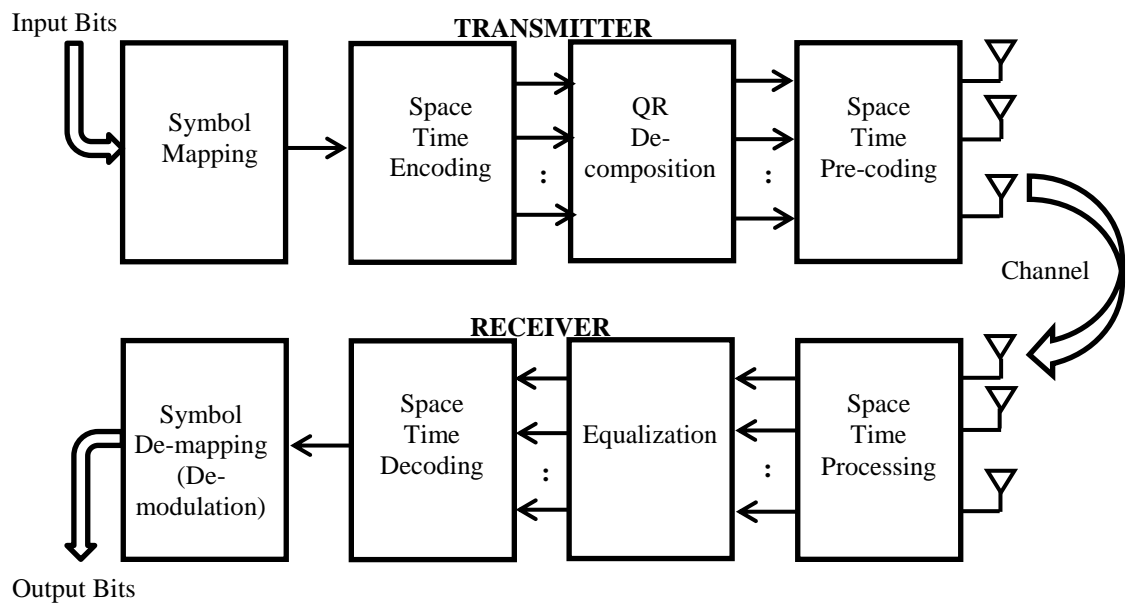 Input Bits
TRANSMITTER
Symbol
Mapping
Space
Time
Encoding
:
QR
De-
composition
:
Space
Time
Pre-coding
Channel
RECEIVER
Symbol
De-mapping
(De-
modulation)
Space
Time
Decoding
:
Equalization
:
Space
Time
Processing
Output Bits